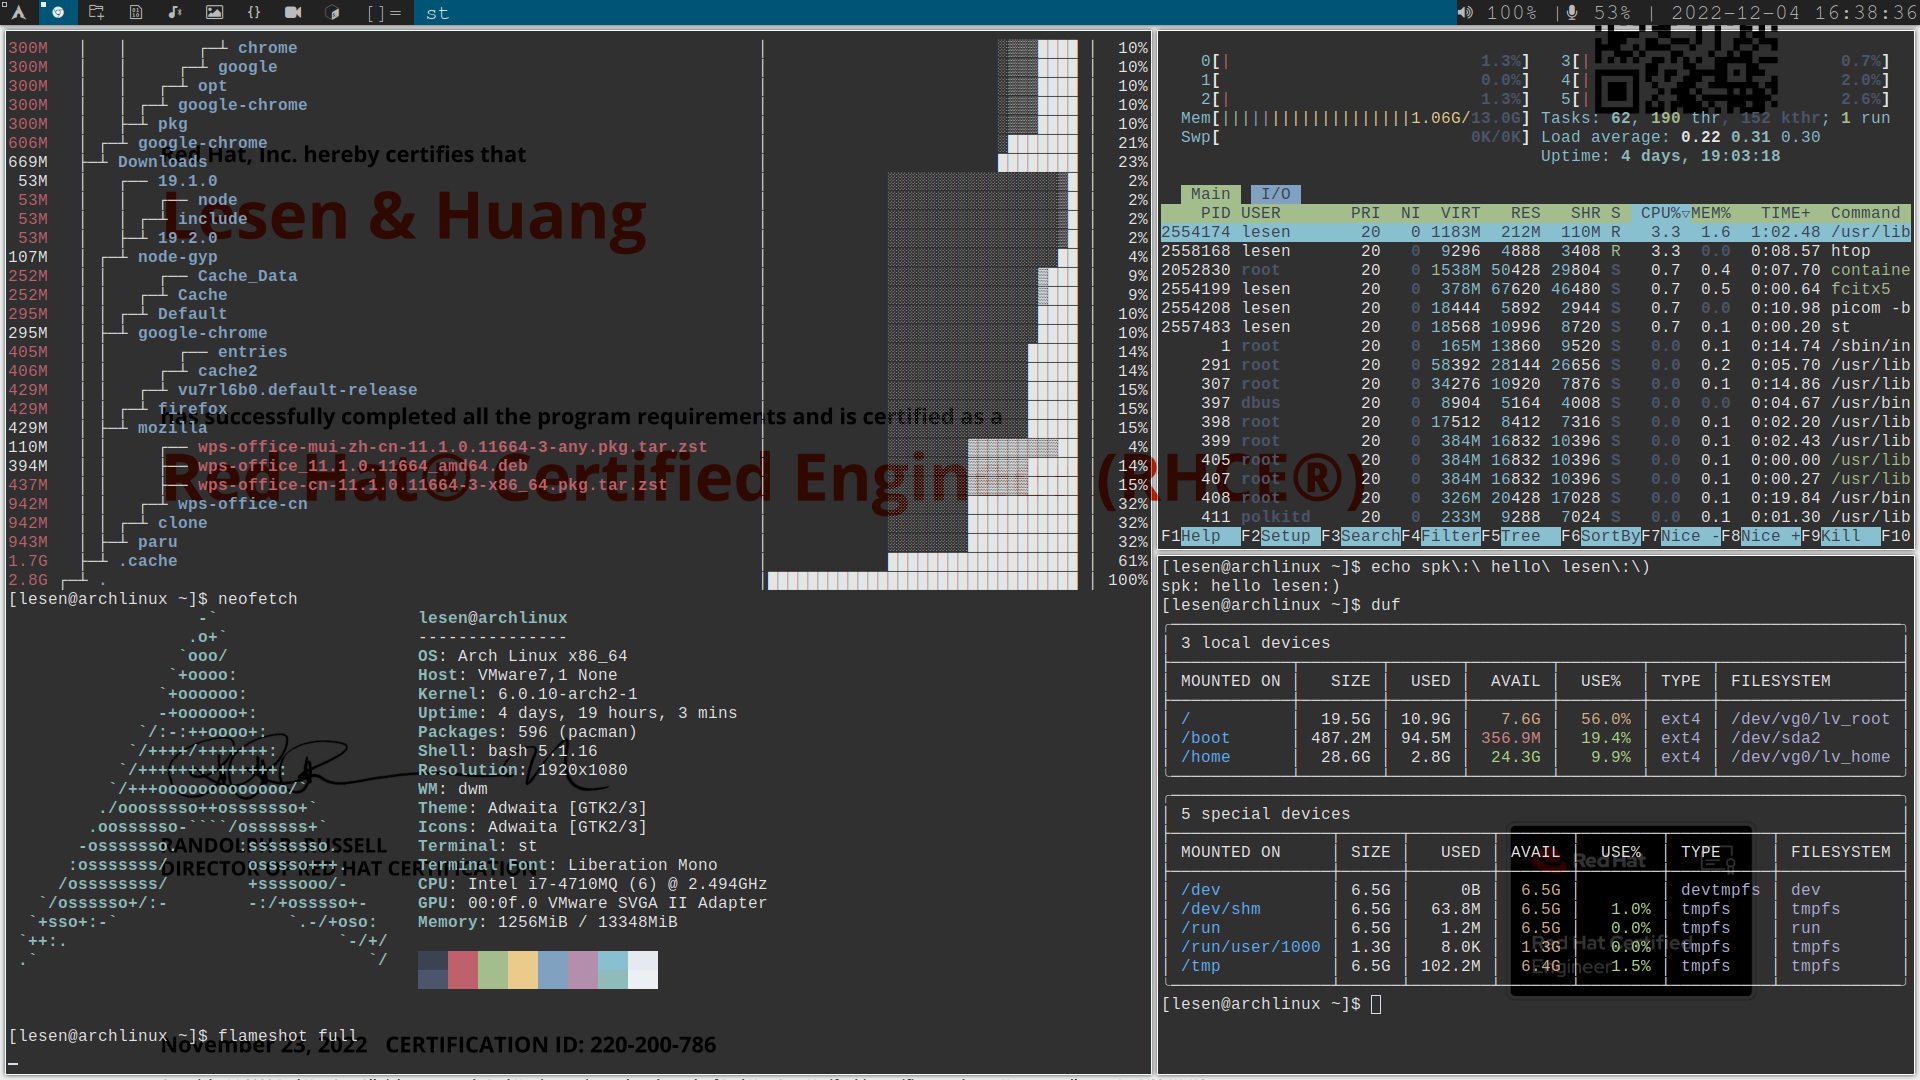 []= st 100% | 53% | 2022-12-04 16:38:36
300M chrome 10%
300M google 10%
300M opt 10%
300M google-chrome 10%
300M pkg 10%
606M google-chrome 21%
669M Downloads 23%
53M 19.1.0 2%
53M node 2%
53M include 2%
53M 19.2.0 2%
107M node-gyp 4%
252M Cache_Data 9%
252M Cache 9%
295M Default 10%
295M google-chrome 10%
405M entries 14%
406M cache2 14%
429M vu7rl6b0.default-release 15%
429M firefox 15%
429M mozilla 15%
110M wps-office-mui-zh-cn-11.1.0.11664-3-any.pkg.tar.zst 4%
394M wps-office_11.1.0.11664_amd64.deb 14%
437M wps-office-cn-11.1.0.11664-3-x86_64.pkg.tar.zst 15%
942M wps-office-cn 32%
942M clone 32%
943M paru 32%
1.7G .cache 61%
2.8G . 100%
Red Hat, Inc. hereby certifies that
Lesen & Huang
has successfully completed all the program requirements and is certified as a
Red Hat® Certified Engineer (RHCE®)
[lesen@archlinux ~]$ neofetch
-`
.o+`
`ooo/
`+oooo:
`+oooooo:
-+oooooo+:
`/:-:++oooo+:
`/++++/+++++++:
`/++++++++++++++:
`/+++ooooooooooooo/`
./ooosssso++osssssso+`
.oossssso-````/ossssss+`
-osssssso. :ssssssso.
:osssssss/ osssso+++.
/ossssssss/ +ssssooo/-
`/ossssso+/:- -:/+osssso+-
`+sso+:-` `.-/+oso:
`++:. `-/+/
.` `/
lesen@archlinux
---------------
OS: Arch Linux x86_64
Host: VMware7,1 None
Kernel: 6.0.10-arch2-1
Uptime: 4 days, 19 hours, 3 mins
Packages: 596 (pacman)
Shell: bash 5.1.16
Resolution: 1920x1080
WM: dwm
Theme: Adwaita [GTK2/3]
Icons: Adwaita [GTK2/3]
Terminal: st
Terminal Font: Liberation Mono
CPU: Intel i7-4710MQ (6) @ 2.494GHz
GPU: 00:0f.0 VMware SVGA II Adapter
Memory: 1256MiB / 13348MiB
RANDOLPH R. RUSSELL
DIRECTOR OF RED HAT CERTIFICATION
[lesen@archlinux ~]$ flameshot full
November 23, 2022 CERTIFICATION ID: 220-200-786
0[| 1.3%] 3[| 0.7%]
1[ 0.0%] 4[| 2.0%]
2[| 1.3%] 5[| 2.6%]
Mem[|||||||||||||||||||1.06G/13.0G] Tasks: 62, 190 thr, 152 kthr; 1 run
Swp[ 0K/0K] Load average: 0.22 0.31 0.30
Uptime: 4 days, 19:03:18
Main I/O
PID USER PRI NI VIRT RES SHR S CPU%▽MEM% TIME+ Command
2554174 lesen 20 0 1183M 212M 110M R 3.3 1.6 1:02.48 /usr/lib
2558168 lesen 20 0 9296 4888 3408 R 3.3 0.0 0:08.57 htop
2052830 root 20 0 1538M 50428 29804 S 0.7 0.4 0:07.70 containe
2554199 lesen 20 0 378M 67620 46480 S 0.7 0.5 0:00.64 fcitx5
2554208 lesen 20 0 18444 5892 2944 S 0.7 0.0 0:10.98 picom -b
2557483 lesen 20 0 18568 10996 8720 S 0.7 0.1 0:00.20 st
1 root 20 0 165M 13860 9520 S 0.0 0.1 0:14.74 /sbin/in
291 root 20 0 58392 28144 26656 S 0.0 0.2 0:05.70 /usr/lib
307 root 20 0 34276 10920 7876 S 0.0 0.1 0:14.86 /usr/lib
397 dbus 20 0 8904 5164 4008 S 0.0 0.0 0:04.67 /usr/bin
398 root 20 0 17512 8412 7316 S 0.0 0.1 0:02.20 /usr/lib
399 root 20 0 384M 16832 10396 S 0.0 0.1 0:02.43 /usr/lib
405 root 20 0 384M 16832 10396 S 0.0 0.1 0:00.00 /usr/lib
407 root 20 0 384M 16832 10396 S 0.0 0.1 0:00.27 /usr/lib
408 root 20 0 326M 20428 17028 S 0.0 0.1 0:19.84 /usr/bin
411 polkitd 20 0 233M 9288 7024 S 0.0 0.1 0:01.30 /usr/lib
F1Help F2Setup F3SearchF4FilterF5Tree F6SortByF7Nice -F8Nice +F9Kill F10
[lesen@archlinux ~]$ echo spk\:\ hello\ lesen\:\)
spk: hello lesen:)
[lesen@archlinux ~]$ duf
3 local devices
MOUNTED ON SIZE USED AVAIL USE% TYPE FILESYSTEM
/ 19.5G 10.9G 7.6G 56.0% ext4 /dev/vg0/lv_root
/boot 487.2M 94.5M 356.9M 19.4% ext4 /dev/sda2
/home 28.6G 2.8G 24.3G 9.9% ext4 /dev/vg0/lv_home
5 special devices
MOUNTED ON SIZE USED AVAIL USE% TYPE FILESYSTEM
/dev 6.5G 0B 6.5G devtmpfs dev
/dev/shm 6.5G 63.8M 6.5G 1.0% tmpfs tmpfs
/run 6.5G 1.2M 6.5G 0.0% tmpfs run
/run/user/1000 1.3G 8.0K 1.3G 0.0% tmpfs tmpfs
/tmp 6.5G 102.2M 6.4G 1.5% tmpfs tmpfs
Red Hat
Red Hat Certified
Engineer
[lesen@archlinux ~]$